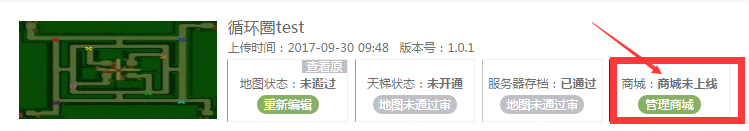 循环圈test
上传时间：2017-09-30 09:48 版本号：1.0.1
查看原
地图状态：未通过 天梯状态：未开通 服务器存档：已通过 商城：商城未上线
重新编辑 地图未通过审 地图未通过审 管理商城